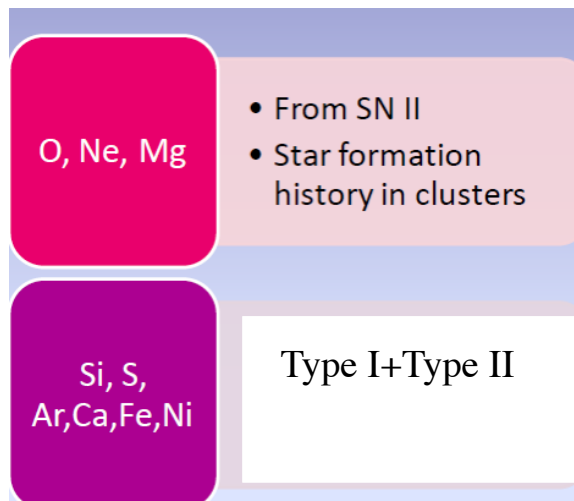 O, Ne, Mg
• From SN II
• Star formation
history in clusters
Si, S,
Ar,Ca,Fe,Ni
Type I+Type II